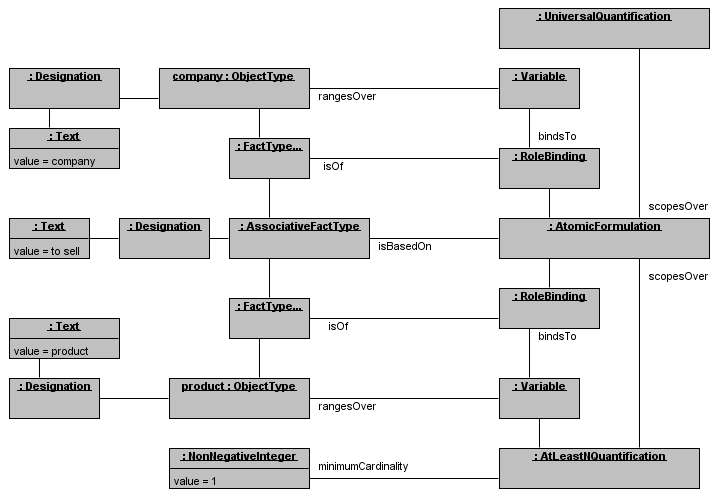 : UniversalQuantification
: Designation
company : ObjectType
: Variable
rangesOver
: Text
value = company
bindsTo
: FactType...
isOf
: RoleBinding
scopesOver
: Text
value = to sell
: Designation
: AssociativeFactType
isBasedOn
: AtomicFormulation
scopesOver
: FactType...
isOf
: RoleBinding
: Text
value = product
bindsTo
: Designation
product : ObjectType
rangesOver
: Variable
: NonNegativeInteger
value = 1
minimumCardinality
: AtLeastNQuantification